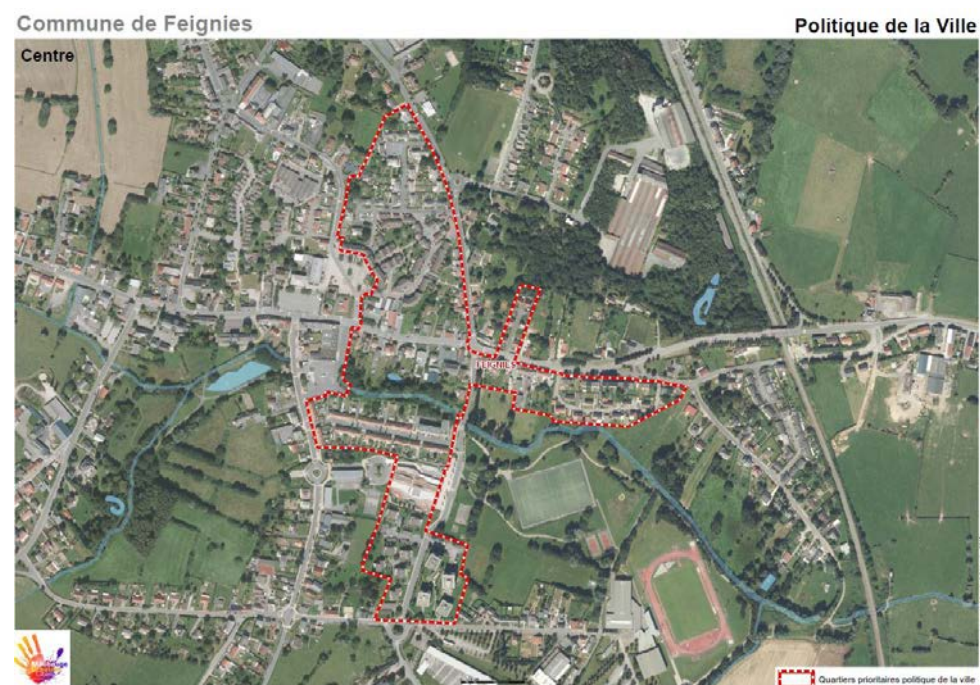 Commune de Feignies
Politique de la Ville
Centre
FEIGNIES
Quartiers prioritaires politique de la ville